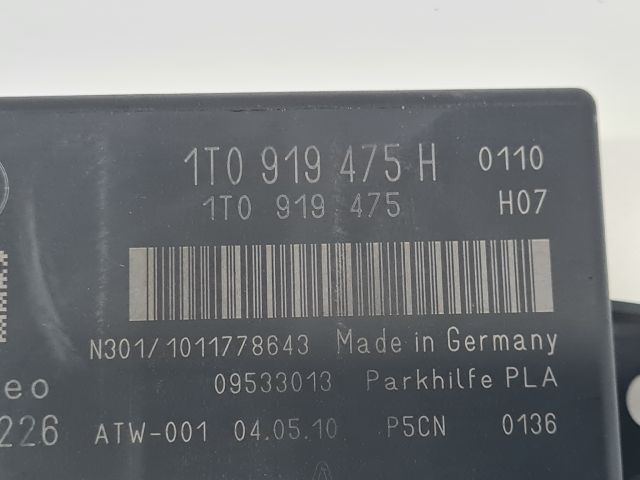 1T0 919 475 H 0110
1T0 919 475 H07
N301/1011778643 Made in Germany
09533013 Parkhilfe PLA
eo
226 ATW-001 04.05.10 P5CN 0136